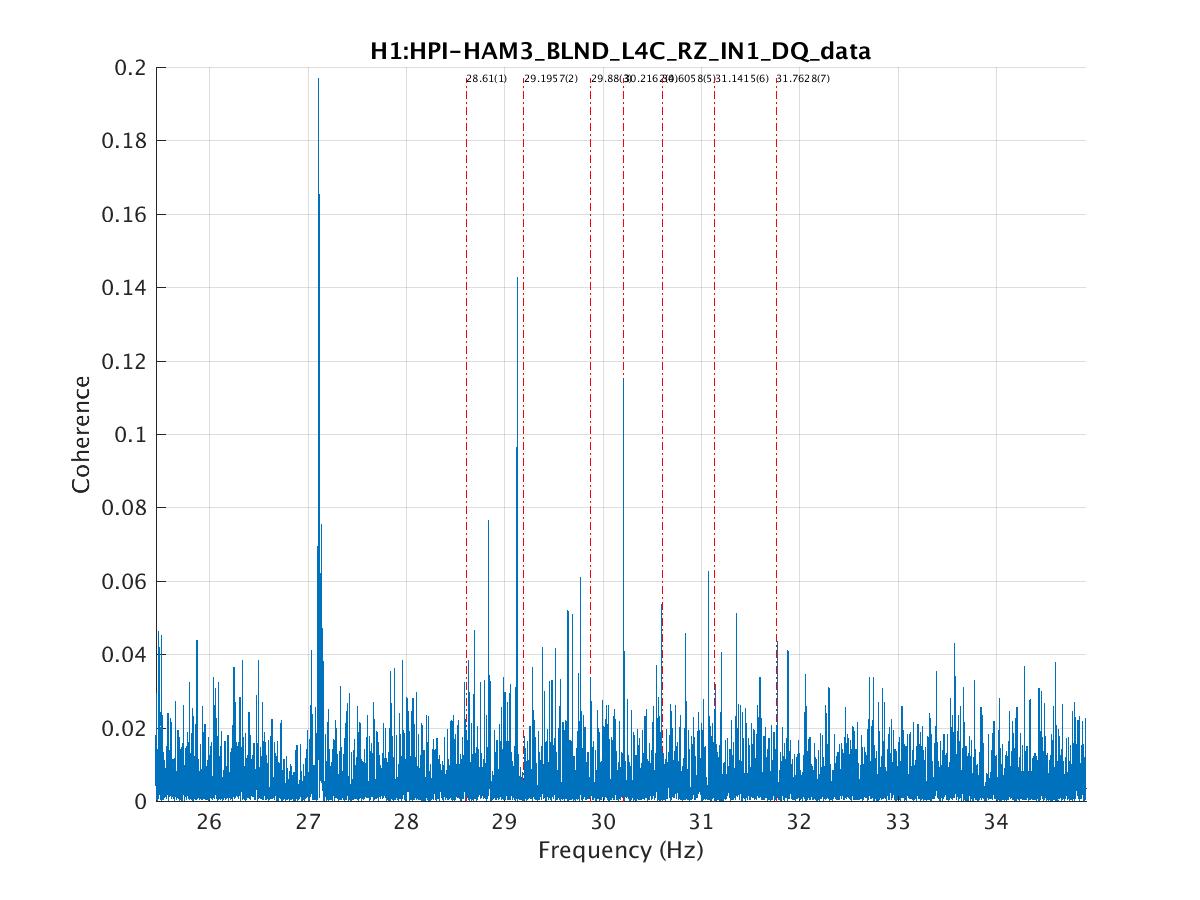 H1:HPI-HAM3_BLND_L4C_RZ_IN1_DQ_data
0.2
0.18
0.16
0.14
0.12
0.1
0.08
0.06
0.04
0.02
0
28.61(1) 29.1957(2) 31.1415(6) 31.7628(7)
Coherence
26 27 28 29 30 31 32 33 34
Frequency (Hz)